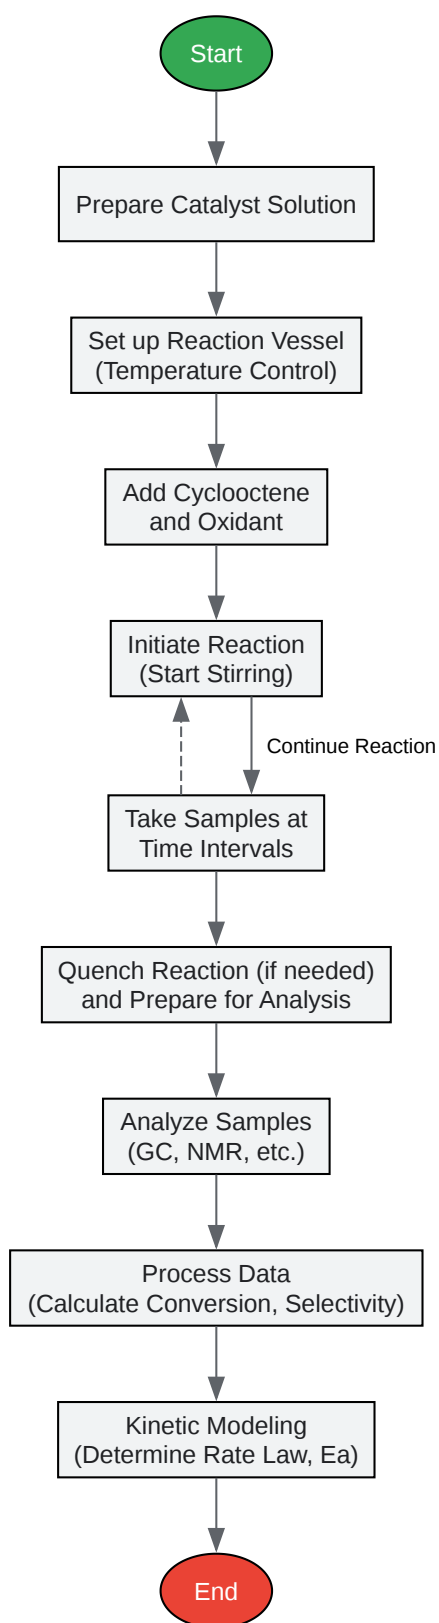 Start
Prepare Catalyst Solution
Set up Reaction Vessel
(Temperature Control)
Add Cyclooctene
and Oxidant
Initiate Reaction
(Start Stirring)
Continue Reaction
Take Samples at
Time Intervals
Quench Reaction (if needed)
and Prepare for Analysis
Analyze Samples
(GC, NMR, etc.)
Process Data
(Calculate Conversion, Selectivity)
Kinetic Modeling
(Determine Rate Law, Ea)
End